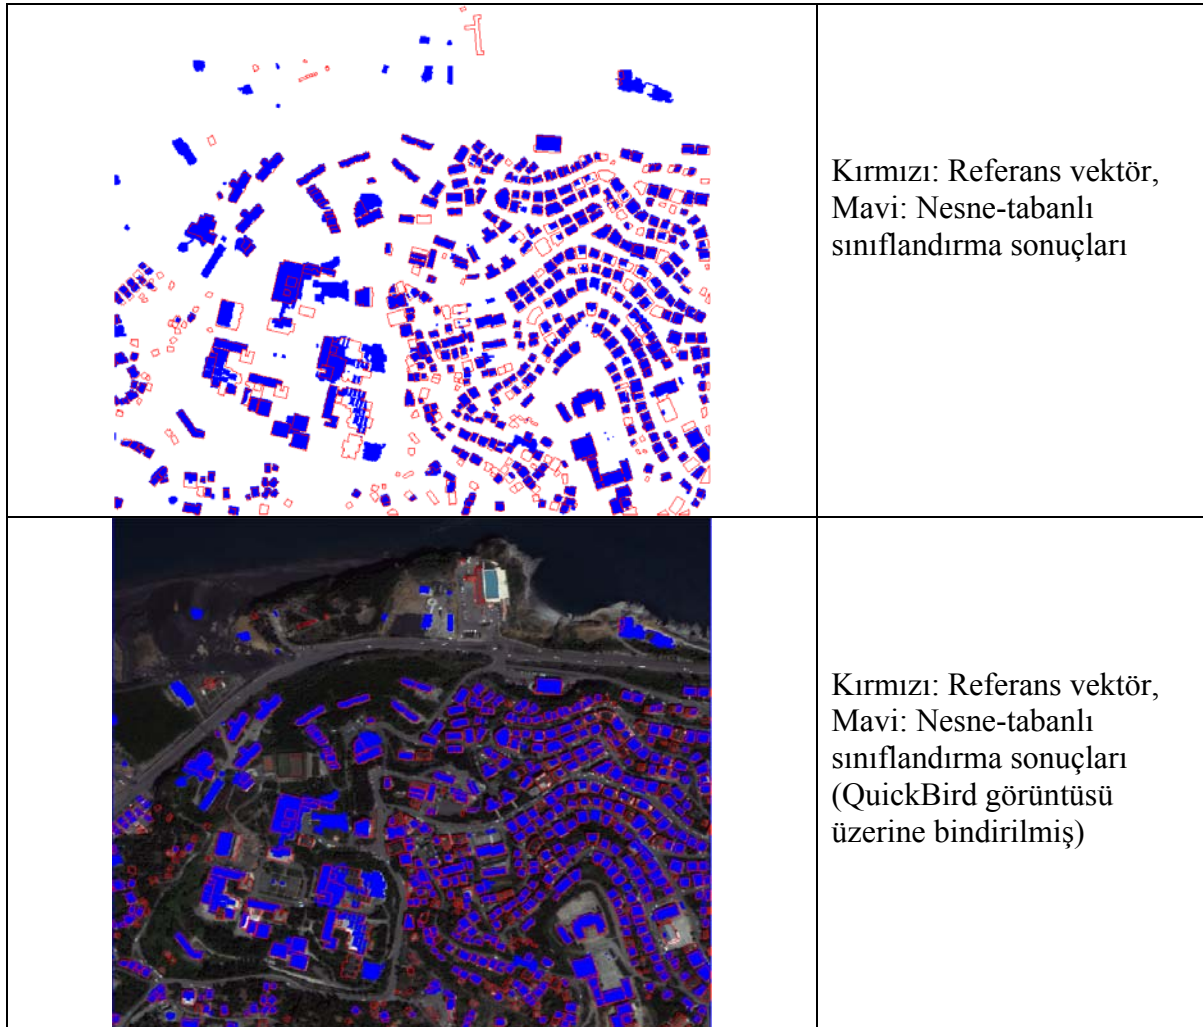 Kırmızı: Referans vektör,
Mavi: Nesne-tabanlı
sınıflandırma sonuçları
Kırmızı: Referans vektör,
Mavi: Nesne-tabanlı
sınıflandırma sonuçları
(QuickBird görüntüsü
üzerine bindirilmiş)